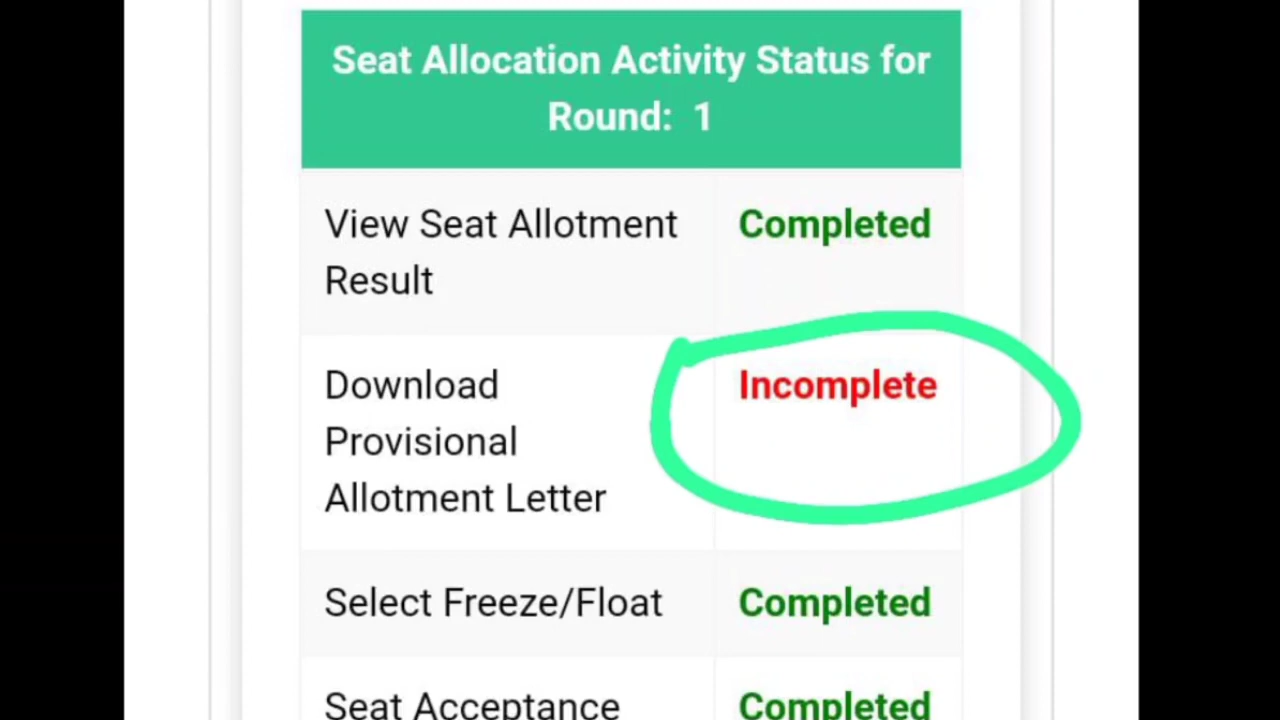 Seat Allocation Activity Status for
Round: 1
View Seat Allotment
Result
Completed
Download
Provisional
Allotment Letter
Incomplete
Select Freeze/Float
Completed
Seat Acceptance
Completed